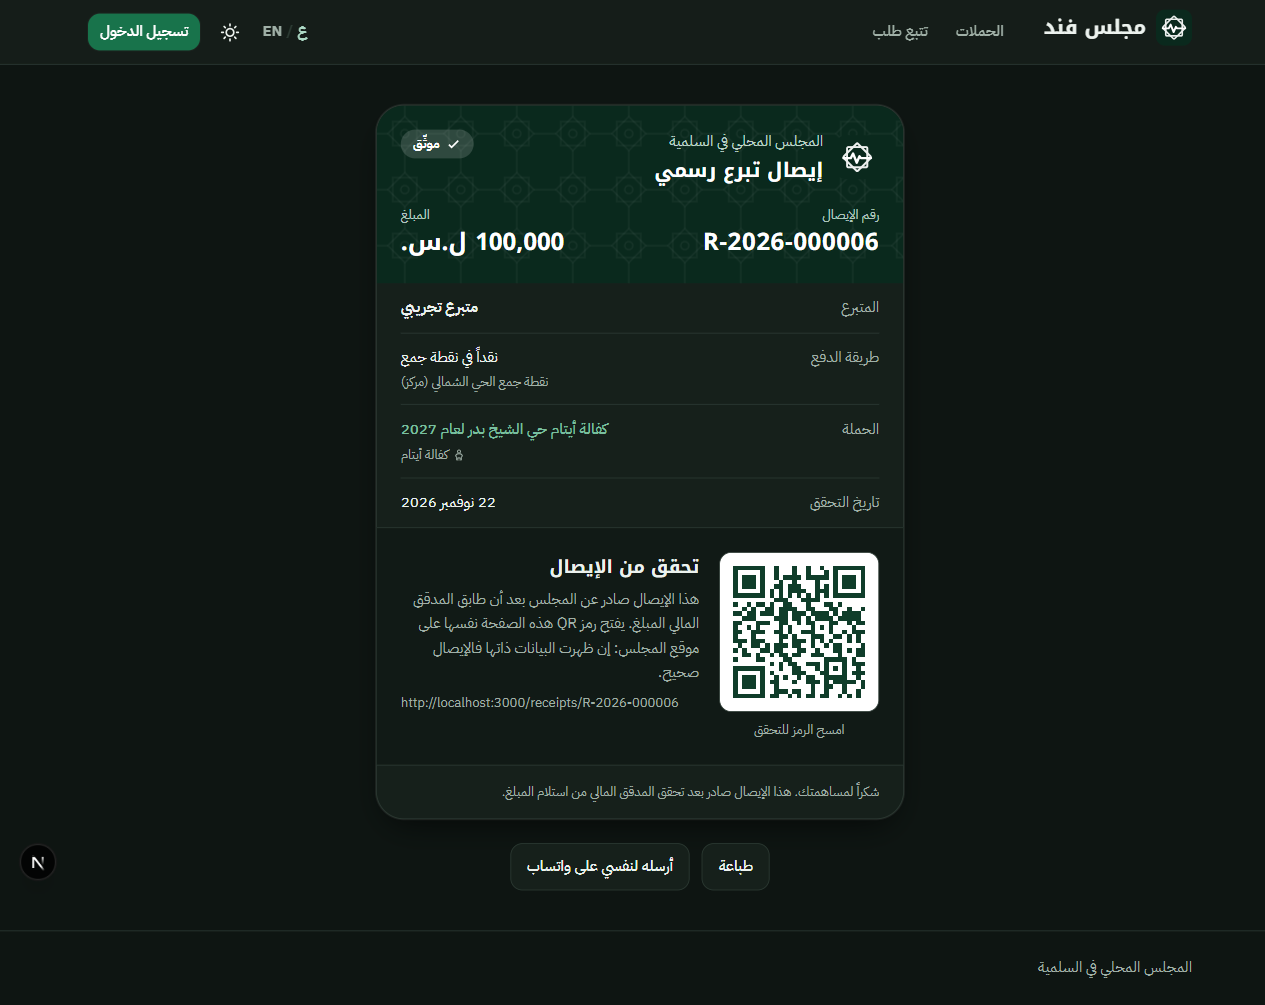 مجلس فند
الحملات
تتبع طلب
ع / EN
تسجيل الدخول
المجلس المحلي في السلمية
إيصال تبرع رسمي
موثّق
رقم الإيصال
R-2026-000006
المبلغ
100,000 ل.س.
المتبرع
متبرع تجريبي
طريقة الدفع
نقداً في نقطة جمع
نقطة جمع الحي الشمالي (مركز)
الحملة
كفالة أيتام حي الشيخ بدر لعام 2027
كفالة أيتام
تاريخ التحقق
22 نوفمبر 2026
تحقق من الإيصال
هذا الإيصال صادر عن المجلس بعد أن طابق المدقق
المالي المبلغ. يفتح رمز QR هذه الصفحة نفسها على
موقع المجلس: إن ظهرت البيانات ذاتها فالإيصال
صحيح.
http://localhost:3000/receipts/R-2026-000006
امسح الرمز للتحقق
شكراً لمساهمتك. هذا الإيصال صادر بعد تحقق المدقق المالي من استلام المبلغ.
طباعة
أرسله لنفسي على واتساب
N
المجلس المحلي في السلمية